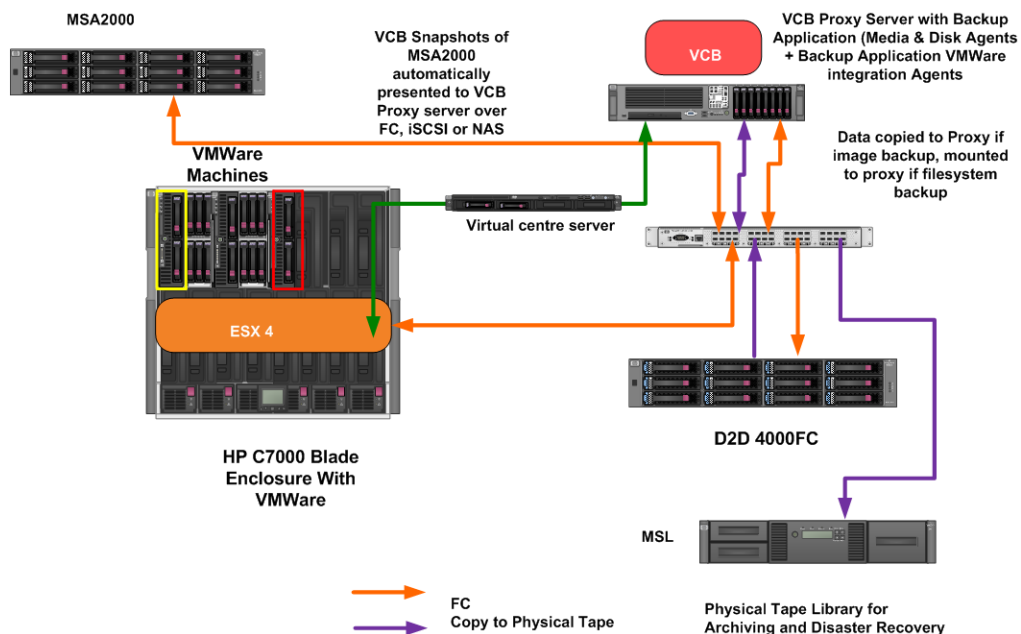 MSA2000
VCB Snapshots of
MSA2000
automatically
presented to VCB
Proxy server over
FC, iSCSI or NAS
VCB
VCB Proxy Server with Backup
Application (Media & Disk Agents
+ Backup Application VMWare
integration Agents
Data copied to Proxy if
image backup, mounted
to proxy if filesystem
backup
VMWare
Machines
Virtual centre server
ESX 4
HP C7000 Blade
Enclosure With
VMWare
D2D 4000FC
MSL
FC
Copy to Physical Tape
Physical Tape Library for
Archiving and Disaster Recovery